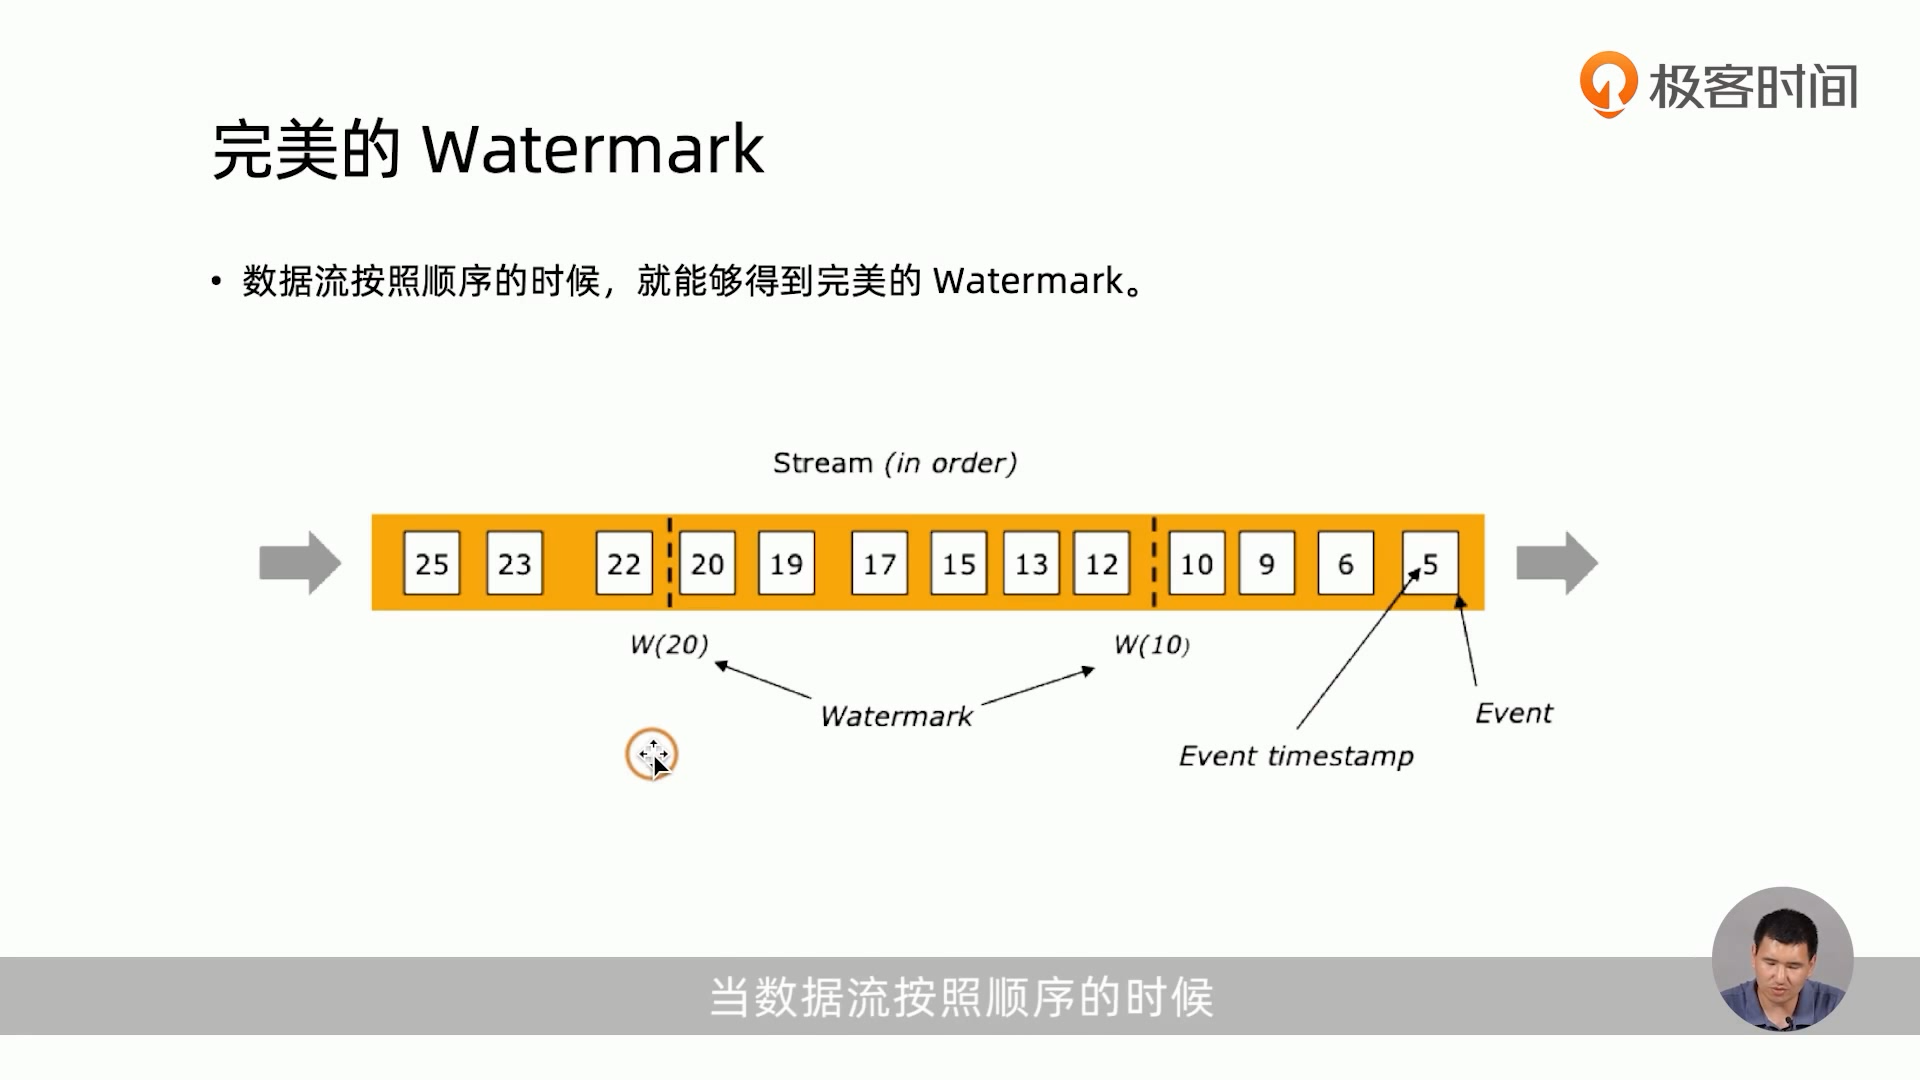 极客时间
完美的 Watermark
• 数据流按照顺序的时候，就能够得到完美的 Watermark。
Stream (in order)
25 23 22 20 19 17 15 13 12 10 9 6 5
W(20) W(10)
Watermark
Event
Event timestamp
当数据流按照顺序的时候